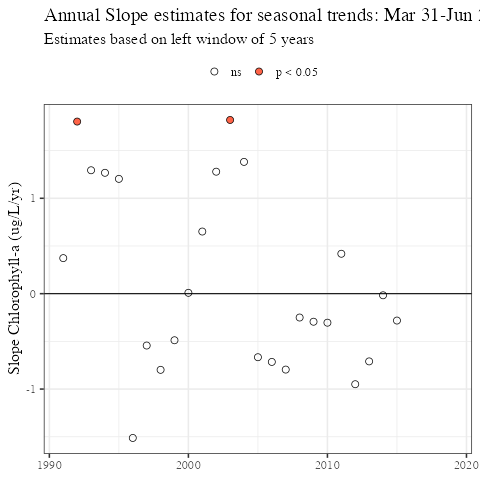 Annual Slope estimates for seasonal trends: Mar 31-Jun
Estimates based on left window of 5 years
ns p < 0.05
Slope Chlorophyll-a (ug/L/yr)
1
0
-1
1990 2000 2010 2020